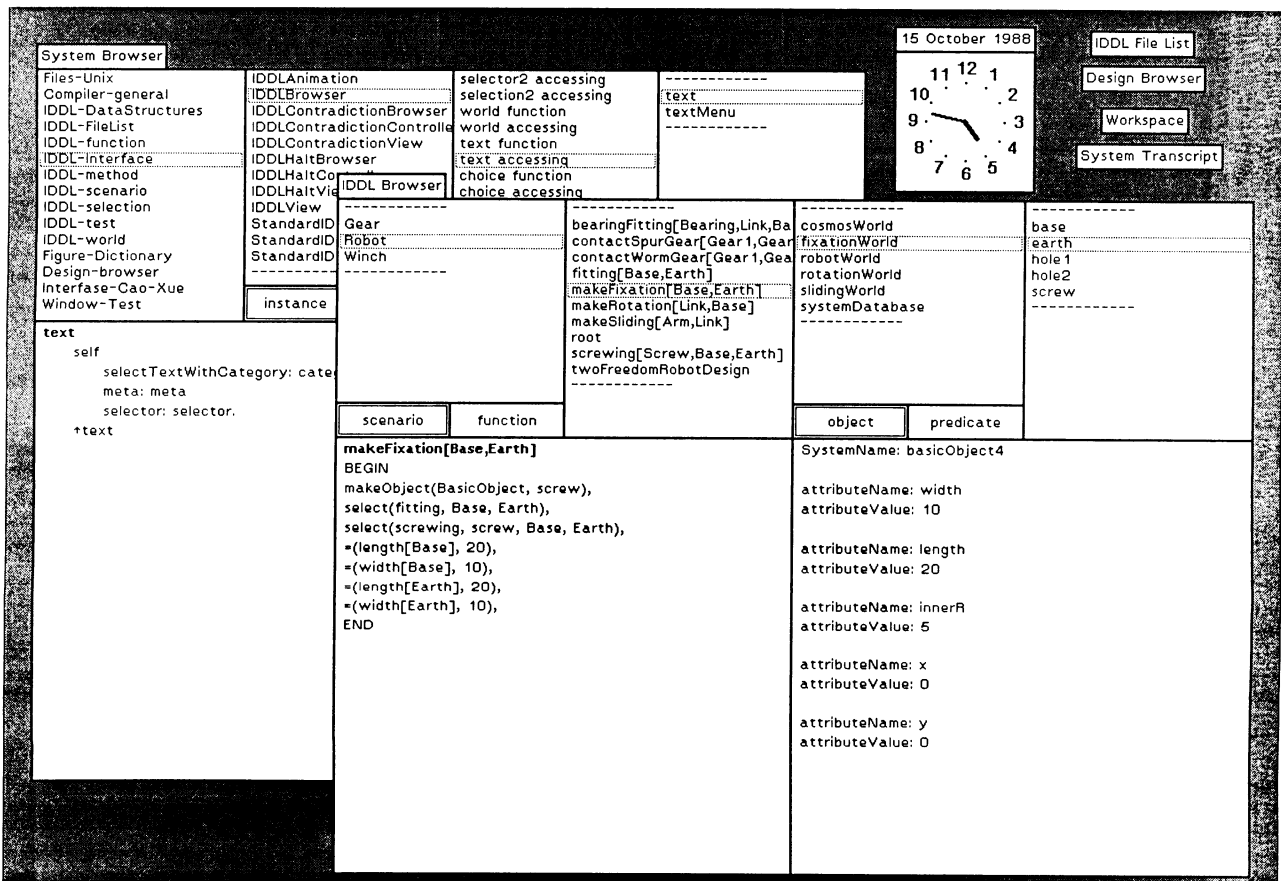 System Browser
Files-Unix
Compiler-general
IDDL-DataStructures
IDDL-FileList
IDDL-function
IDDL-Interface
IDDL-method
IDDL-scenario
IDDL-selection
IDDL-test
IDDL-world
Figure-Dictionary
Design-browser
Interfase-Cao-Xue
Window-Test
IDDLAnimation
IDDLBrowser
IDDLContradictionBrowser
IDDLContradictionControlle
IDDLContradictionView
IDDLHaltBrowser
IDDLHaltCo
IDDLHaltVie
IDDLView
StandardID
StandardID
StandardID
------------
instance
selector2 accessing
selection2 accessing
world function
world accessing
text function
text accessing
choice function
choice accessing
------------
text
textMenu
------------
text
self
selectTextWithCategory: cate
meta: meta
selector: selector.
↑text
15 October 1988
11 12 1
10 2
9 3
8 4
7 6 5
IDDL File List
Design Browser
Workspace
System Transcript
IDDL Browser
------------
Gear
Robot
Winch
------------
scenario
function
------------
bearingFitting[Bearing,Link,Ba
contactSpurGear[Gear1,Gear
contactWormGear[Gear1,Gea
fitting[Base,Earth]
makeFixation[Base,Earth]
makeRotation[Link,Base]
makeSliding[Arm,Link]
root
screwing[Screw,Base,Earth]
twoFreedomRobotDesign
------------
------------
cosmosWorld
fixationWorld
robotWorld
rotationWorld
slidingWorld
systemDatabase
------------
object
predicate
------------
base
earth
hole1
hole2
screw
------------
makeFixation[Base,Earth]
BEGIN
makeObject(BasicObject, screw),
select(fitting, Base, Earth),
select(screwing, screw, Base, Earth),
=(length[Base], 20),
=(width[Base], 10),
=(length[Earth], 20),
=(width[Earth], 10),
END
SystemName: basicObject4
attributeName: width
attributeValue: 10
attributeName: length
attributeValue: 20
attributeName: innerR
attributeValue: 5
attributeName: x
attributeValue: 0
attributeName: y
attributeValue: 0